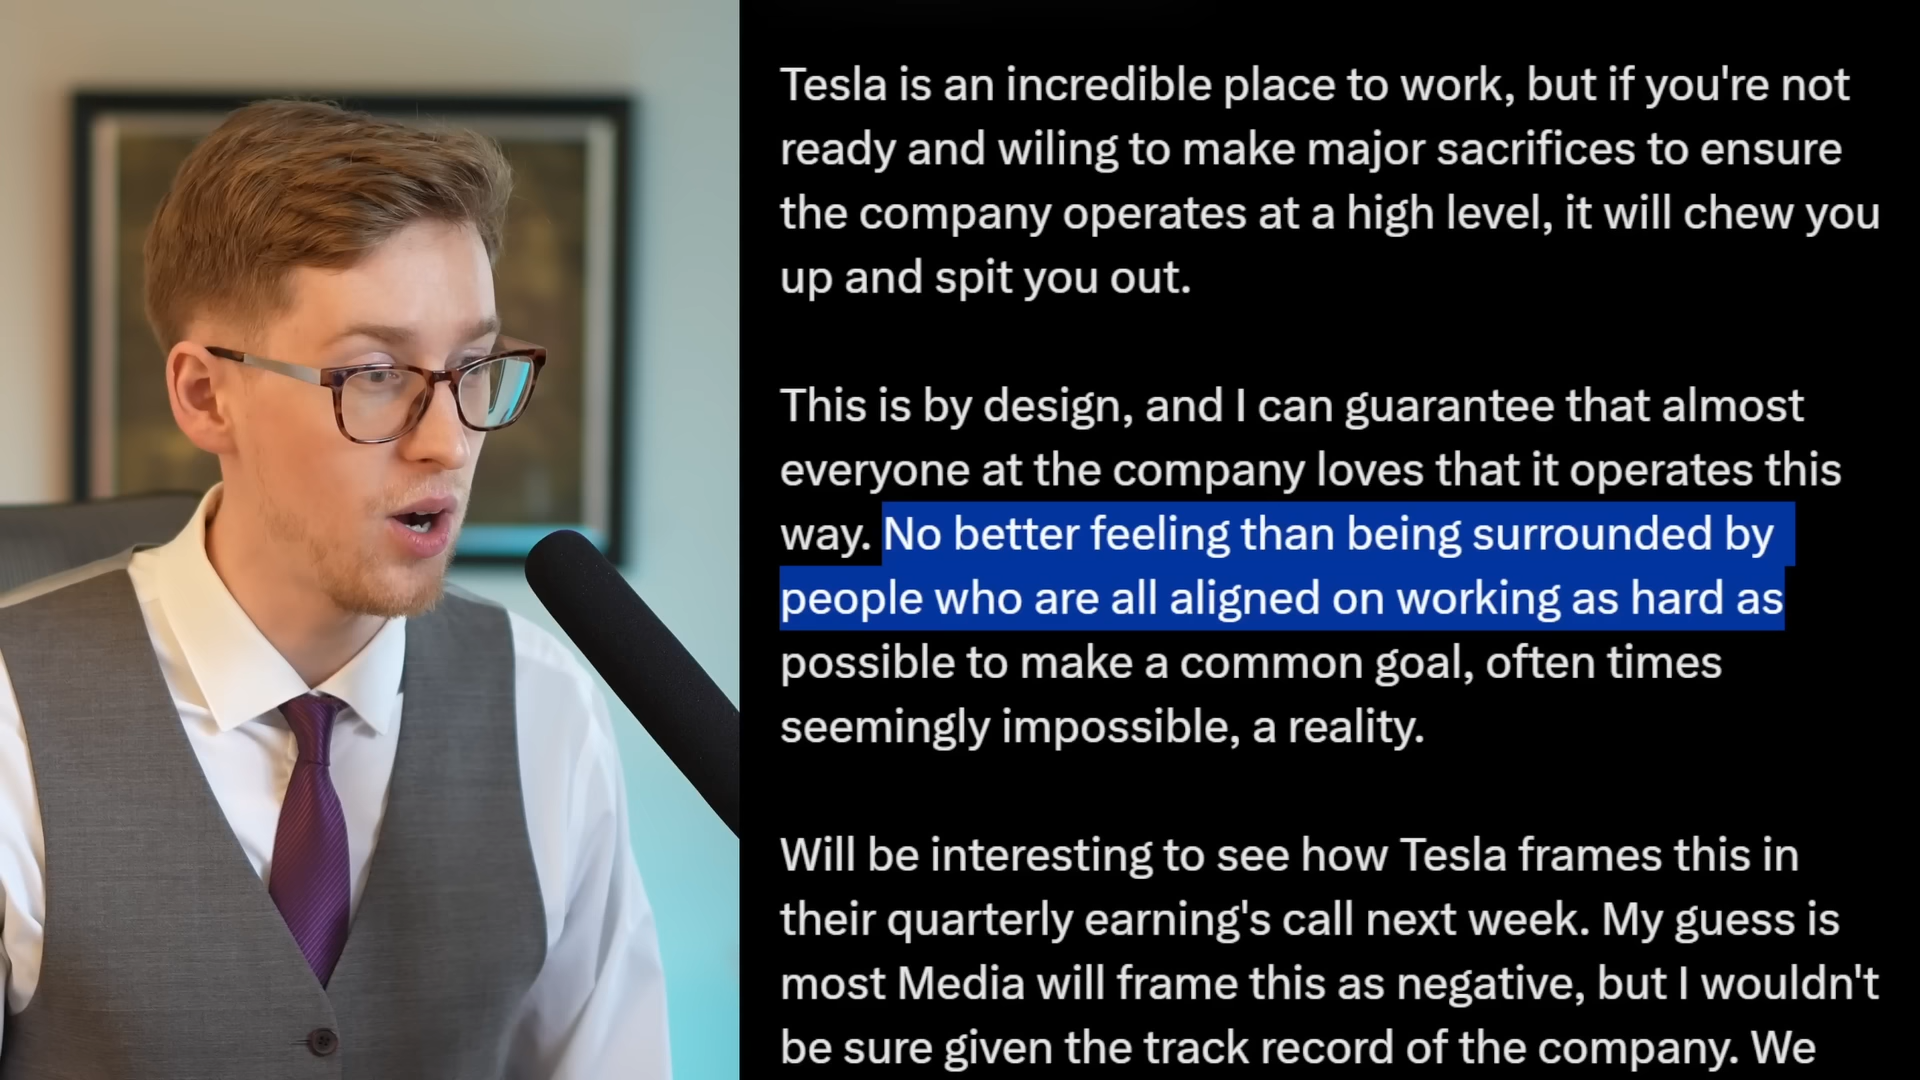 Tesla is an incredible place to work, but if you're not
ready and wiling to make major sacrifices to ensure
the company operates at a high level, it will chew you
up and spit you out.
This is by design, and I can guarantee that almost
everyone at the company loves that it operates this
way. No better feeling than being surrounded by
people who are all aligned on working as hard as
possible to make a common goal, often times
seemingly impossible, a reality.
Will be interesting to see how Tesla frames this in
their quarterly earning's call next week. My guess is
most Media will frame this as negative, but I wouldn't
be sure given the track record of the company. We